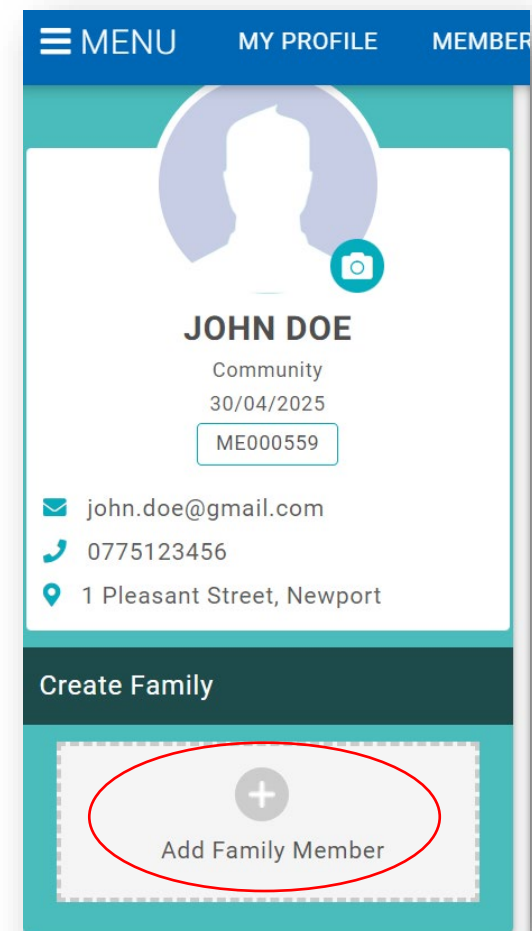 MENU MY PROFILE MEMBER
JOHN DOE
Community
30/04/2025
ME000559
john.doe@gmail.com
0775123456
1 Pleasant Street, Newport
Create Family
Add Family Member